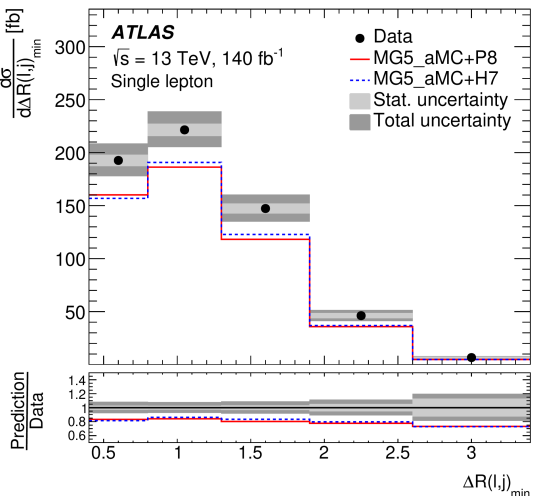 dσ/dΔR(l,j)min [fb]
300
250
200
150
100
50
ATLAS
√s = 13 TeV, 140 fb-1
Single lepton
Data
MG5_aMC+P8
MG5_aMC+H7
Stat. uncertainty
Total uncertainty
Prediction
Data
1.4
1.2
1
0.8
0.6
0.5 1 1.5 2 2.5 3
ΔR(l,j)min